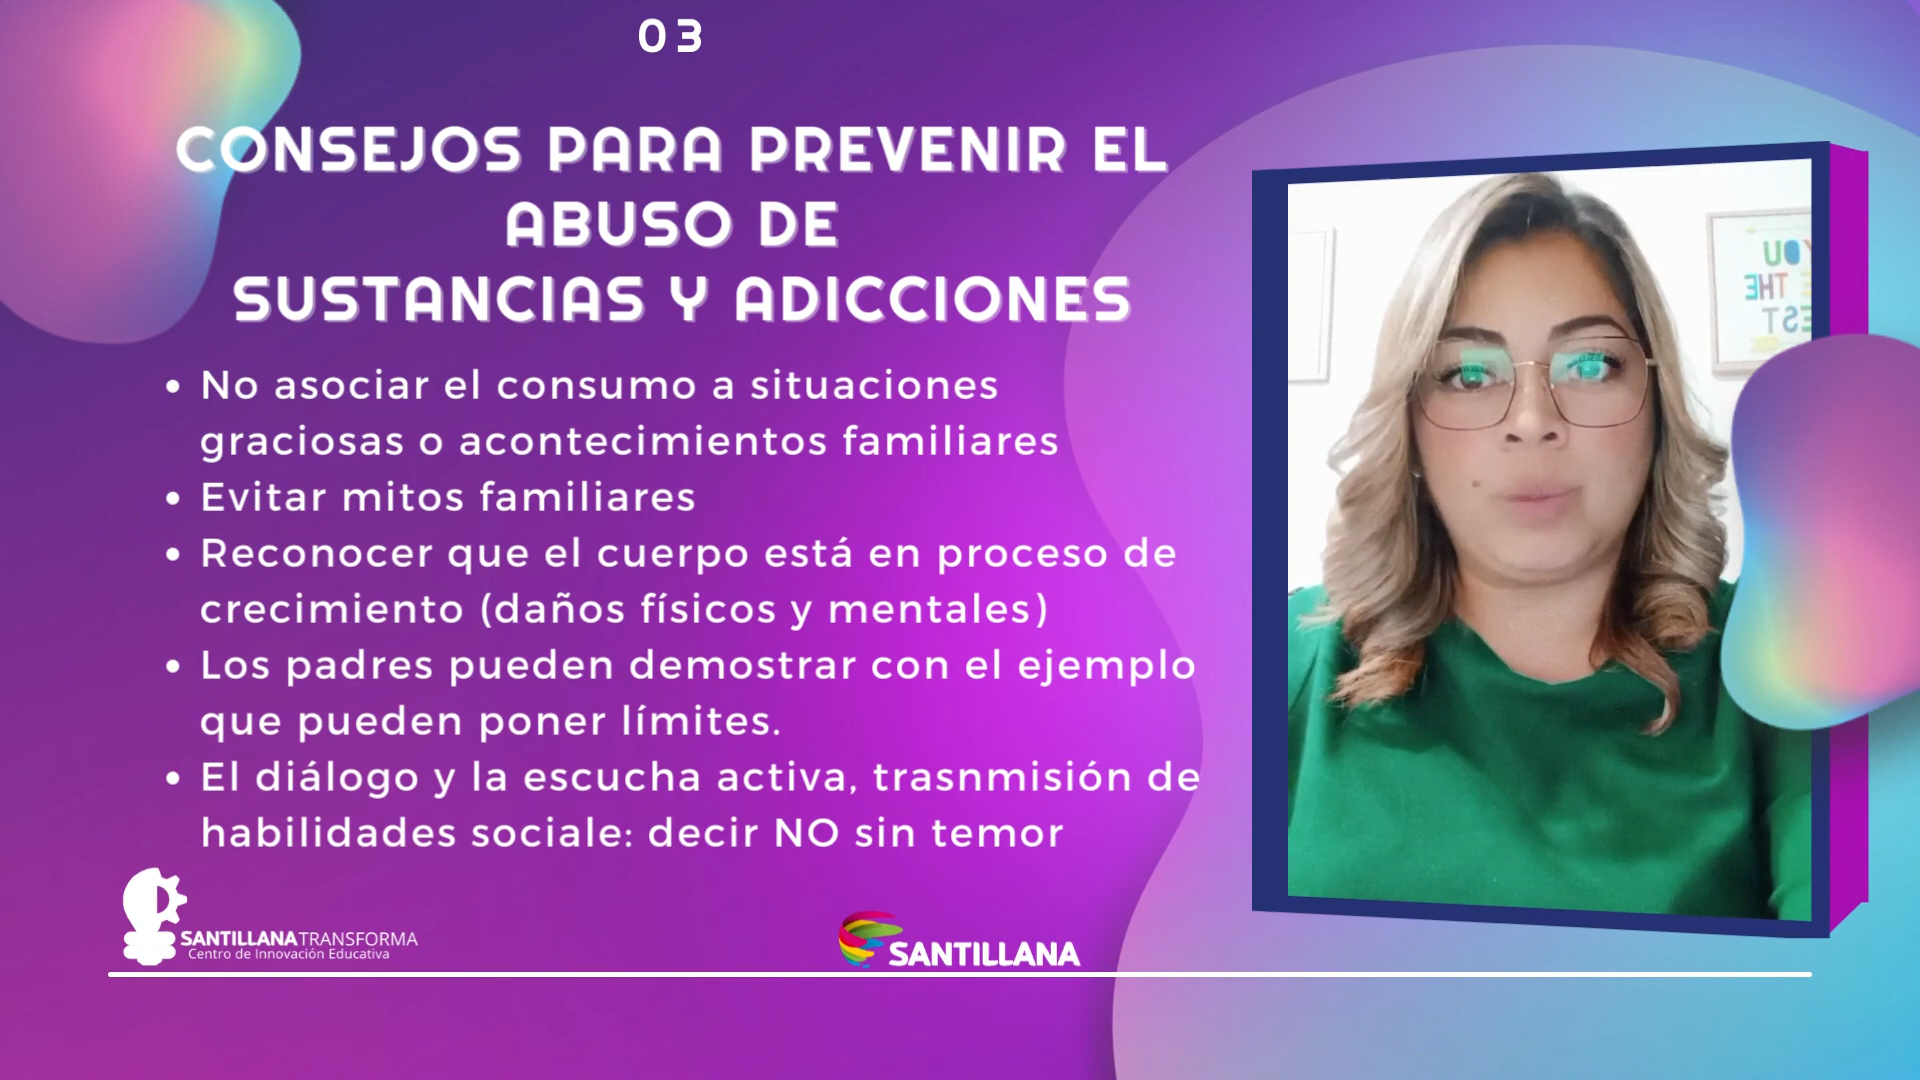 03
CONSEJOS PARA PREVENIR EL
ABUSO DE
SUSTANCIAS Y ADICCIONES
• No asociar el consumo a situaciones
graciosas o acontecimientos familiares
• Evitar mitos familiares
• Reconocer que el cuerpo está en proceso de
crecimiento (daños físicos y mentales)
• Los padres pueden demostrar con el ejemplo
que pueden poner límites.
• El diálogo y la escucha activa, trasnmisión de
habilidades sociale: decir NO sin temor
SANTILLANATRANSFORMA
Centro de Innovación Educativa
SANTILLANA
YOU
THE